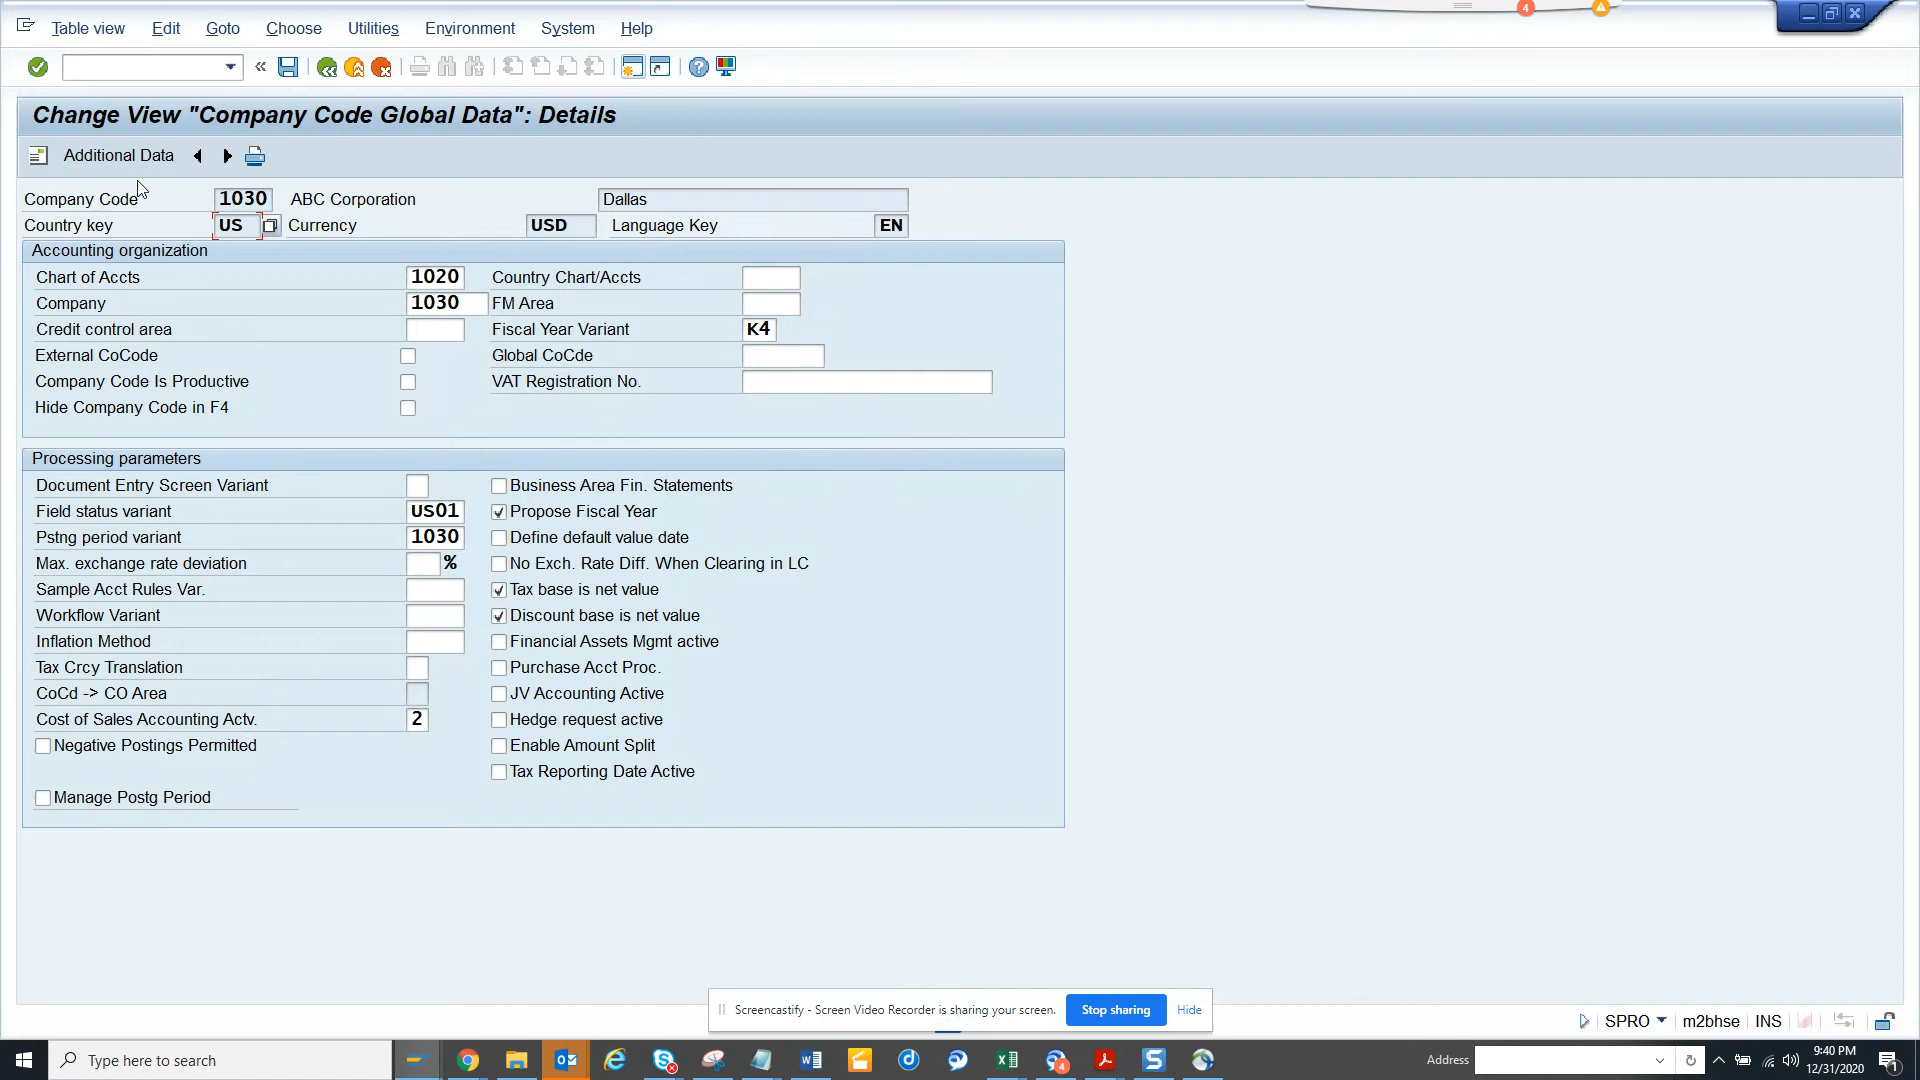 Table view Edit Goto Choose Utilities Environment System Help
4
Change View "Company Code Global Data": Details
Additional Data
Company Code 1030 ABC Corporation Dallas
Country key US Currency USD Language Key EN
Accounting organization
Chart of Accts 1020 Country Chart/Accts
Company 1030 FM Area
Credit control area Fiscal Year Variant K4
External CoCode Global CoCde
Company Code Is Productive VAT Registration No.
Hide Company Code in F4
Processing parameters
Document Entry Screen Variant Business Area Fin. Statements
Field status variant US01 Propose Fiscal Year
Pstng period variant 1030 Define default value date
Max. exchange rate deviation % No Exch. Rate Diff. When Clearing in LC
Sample Acct Rules Var. Tax base is net value
Workflow Variant Discount base is net value
Inflation Method Financial Assets Mgmt active
Tax Crcy Translation Purchase Acct Proc.
CoCd -> CO Area JV Accounting Active
Cost of Sales Accounting Actv. 2 Hedge request active
Negative Postings Permitted Enable Amount Split
Tax Reporting Date Active
Manage Postg Period
Screencastify - Screen Video Recorder is sharing your screen. Stop sharing Hide
SPRO m2bhse INS
Type here to search 4 Address 9:40 PM
12/31/2020 1